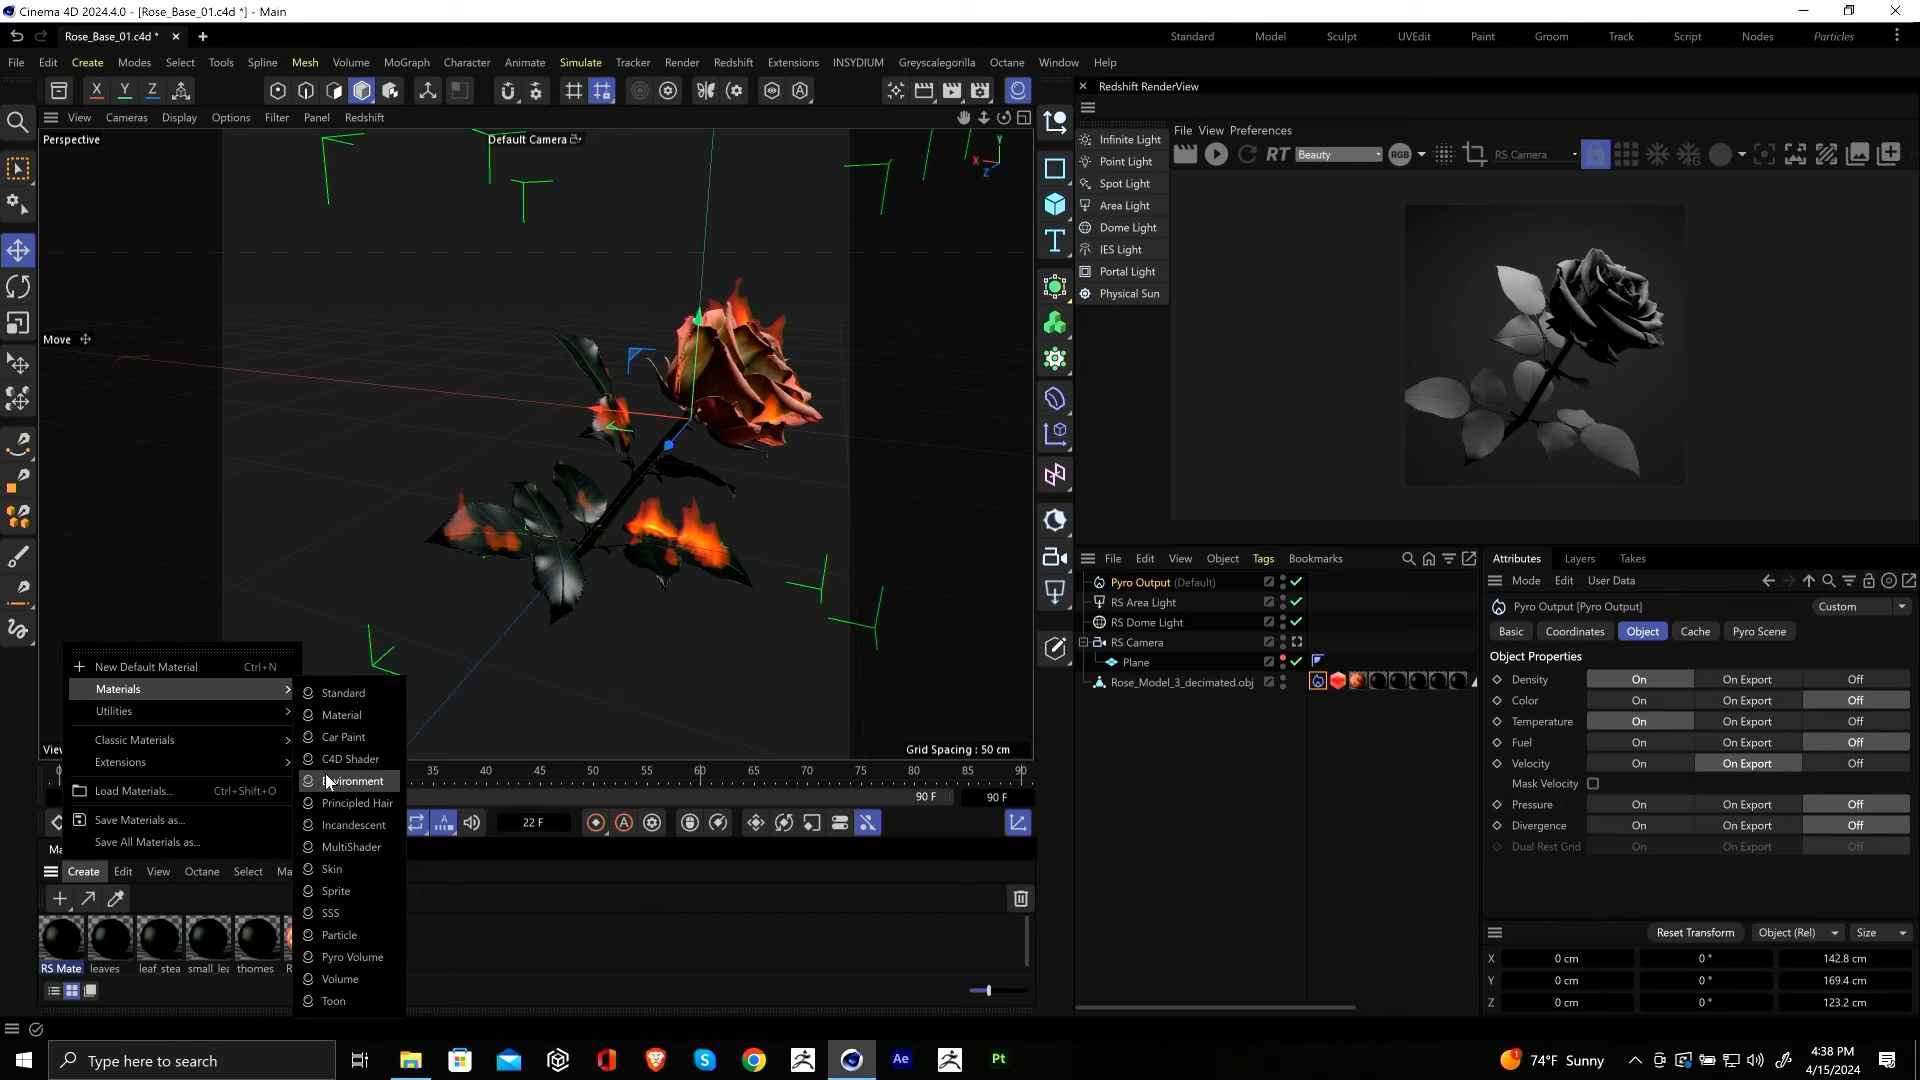 Cinema 4D 2024.4.0 - [Rose_Base_01.c4d *] - Main
Rose_Base_01.c4d *
Standard Model Sculpt UVEdit Paint Groom Track Script Nodes Particles
File Edit Create Modes Select Tools Spline Mesh Volume MoGraph Character Animate Simulate Tracker Render Redshift Extensions INSYDIUM Greyscalegorilla Octane Window Help
X Y Z
View Cameras Display Options Filter Panel Redshift
Perspective
Default Camera
Y
X
Z
Move
Grid Spacing : 50 cm
35 40 45 50 55 60 65 70 75 80 85 90
90 F
90 F
22 F
New Default Material Ctrl+N
Materials
Utilities
Classic Materials
Extensions
Load Materials... Ctrl+Shift+O
Save Materials as...
Save All Materials as...
Standard
Material
Car Paint
C4D Shader
Environment
Principled Hair
Incandescent
MultiShader
Skin
Sprite
SSS
Particle
Pyro Volume
Volume
Toon
Create Edit View Octane Select
RS Mate leaves leaf_stea small_lea thornes
Redshift RenderView
Infinite Light
Point Light
Spot Light
Area Light
Dome Light
IES Light
Portal Light
Physical Sun
File View Preferences
RT Beauty RGB RS Camera
File Edit View Object Tags Bookmarks
Pyro Output (Default)
RS Area Light
RS Dome Light
RS Camera
Plane
Rose_Model_3_decimated.obj
Attributes Layers Takes
Mode Edit User Data
Pyro Output [Pyro Output] Custom
Basic Coordinates Object Cache Pyro Scene
Object Properties
Density On On Export Off
Color On On Export Off
Temperature On On Export Off
Fuel On On Export Off
Velocity On On Export Off
Mask Velocity
Pressure On On Export Off
Divergence On On Export Off
Dual Rest Grid On On Export Off
Reset Transform Object (Rel) Size
X 0 cm 0 ° 142.8 cm
Y 0 cm 0 ° 169.4 cm
Z 0 cm 0 ° 123.2 cm
Type here to search
Ae
Pt
74°F Sunny
4:38 PM
4/15/2024